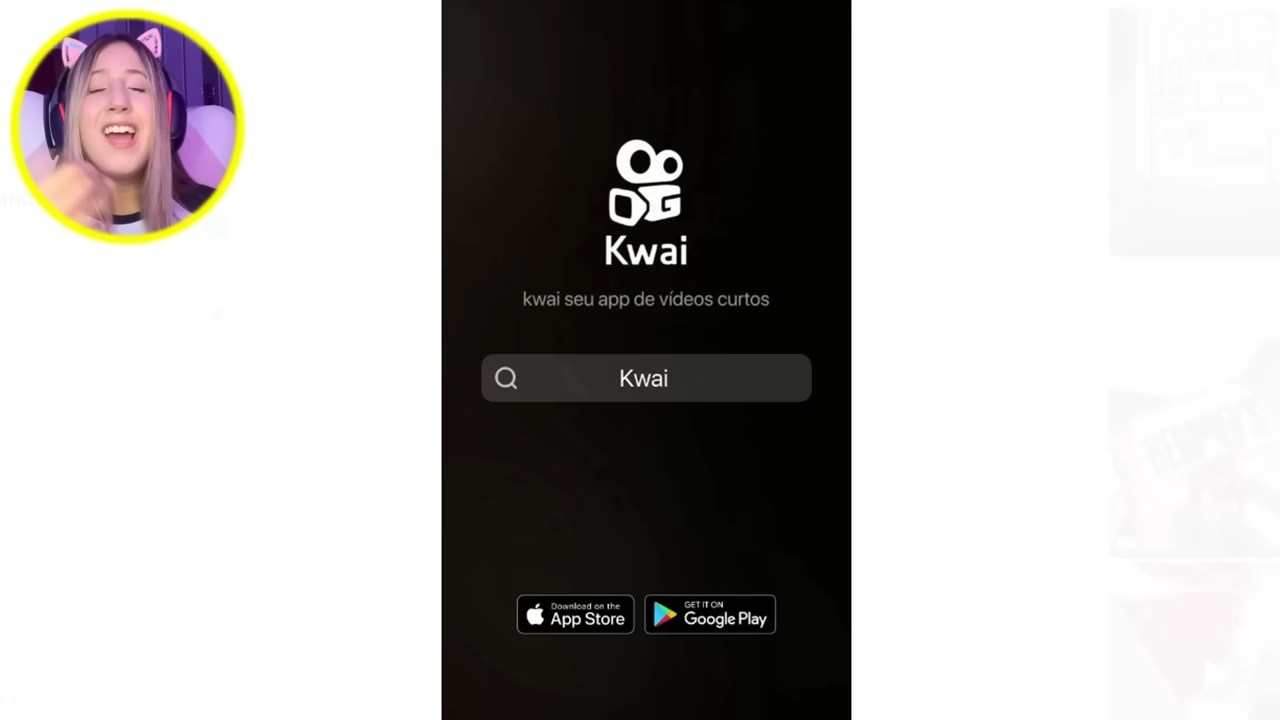 Kwai
kwai seu app de vídeos curtos
Kwai
Download on the
App Store
GET IT ON
Google Play